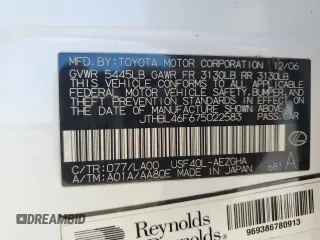 MFD. BY: TOYOTA MOTOR CORPORATION 12/06
GVWR 5445LB GAWR FR 3130LB RR 3130LB
THIS VEHICLE CONFORMS TO ALL APPLICABLE
FEDERAL MOTOR VEHICLE SAFETY, BUMPER,
AND THEFT PREVENTION STANDARDS IN EFFECT ON
THE DATE OF MANUFACTURE SHOWN ABOVE.
JTHBL46F675022583
PASS. CAR
C/TR: 077/LA00 USF40L-AEZGHA
A/TM: A01A/AA80E MADE IN JAPAN 681 A
Reynolds
Reynolds
969386780913
AUTOBIDCAR